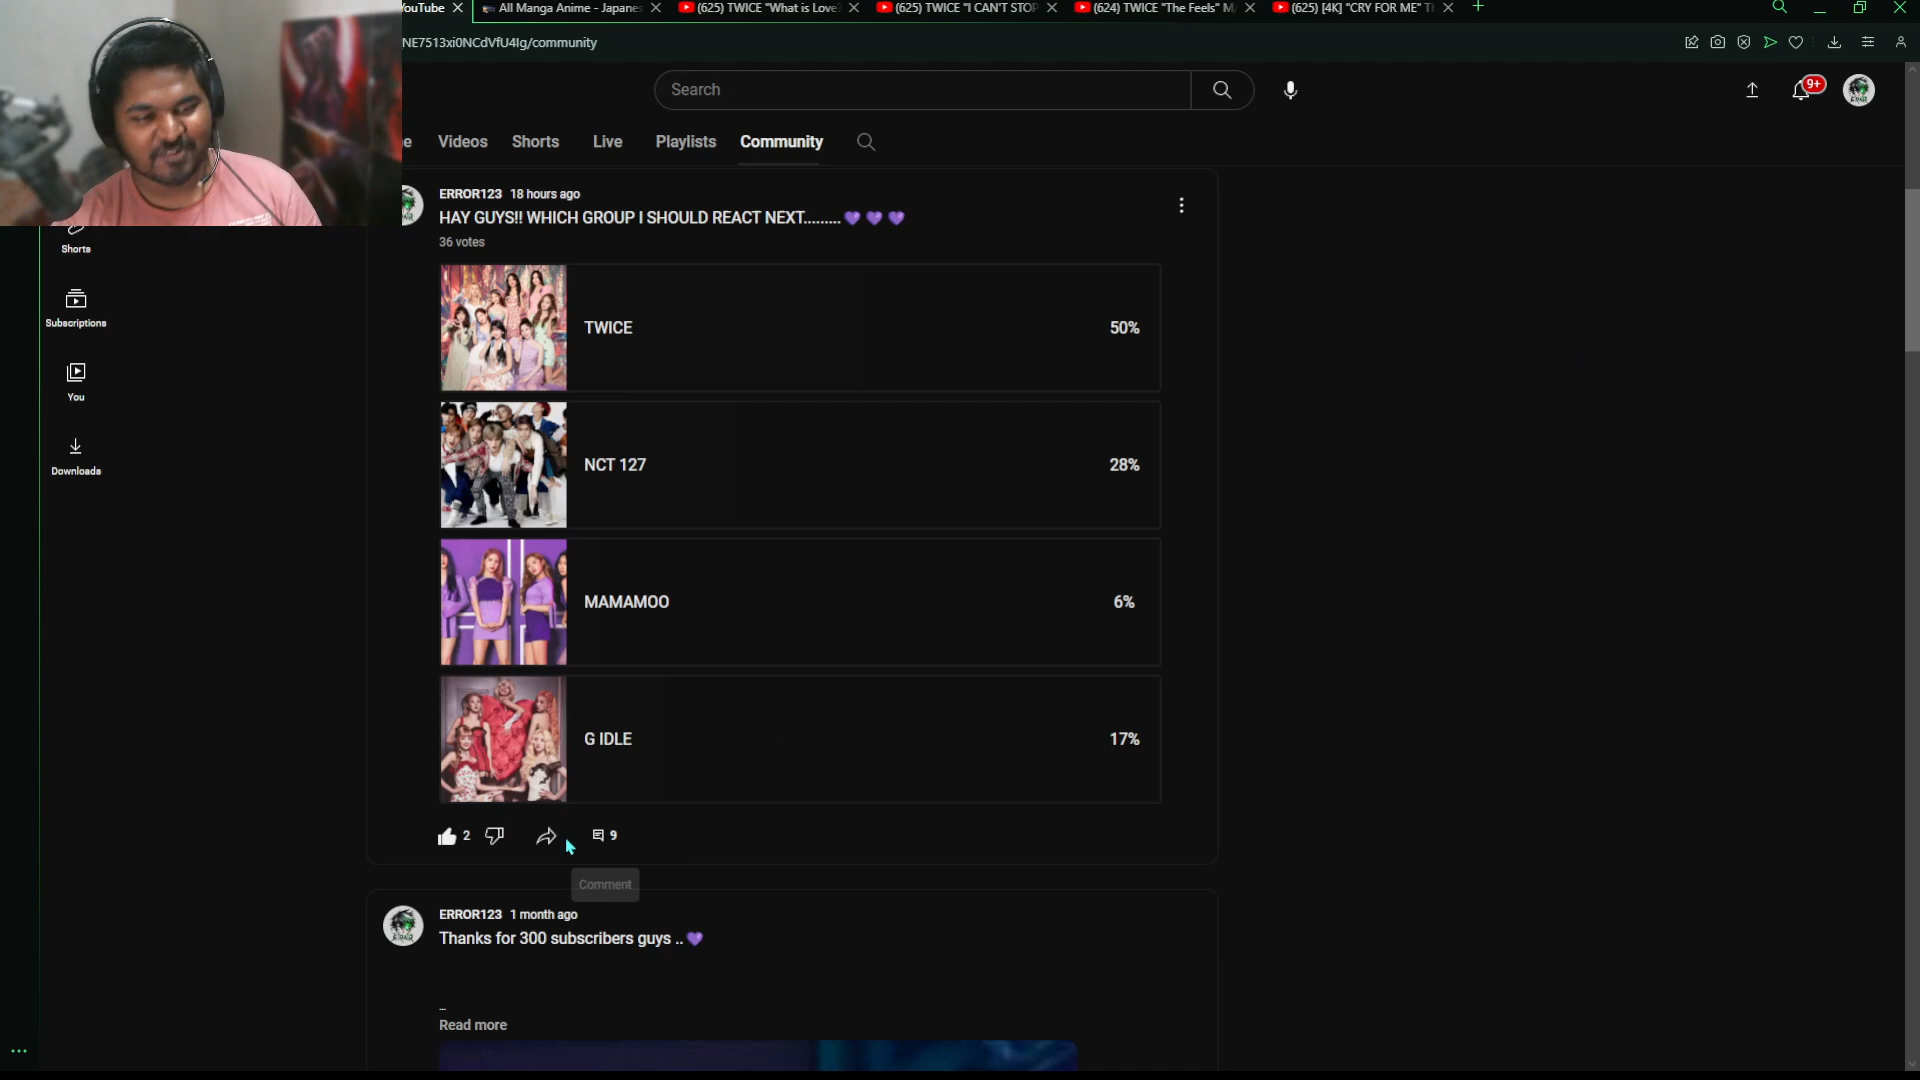 ouTube
All Manga Anime - Japanes
(625) TWICE "What is Love?
(625) TWICE "I CAN'T STOP
(624) TWICE "The Feels" M/
(625) [4K] "CRY FOR ME" T
NE7513xi0NCdVfU4Ig/community
Search
9+
e
Videos
Shorts
Live
Playlists
Community
ERROR123 18 hours ago
HAY GUYS!! WHICH GROUP I SHOULD REACT NEXT......... 💜 💜 💜
36 votes
Shorts
Subscriptions
You
Downloads
TWICE 50%
NCT 127 28%
MAMAMOO 6%
G IDLE 17%
2
9
Comment
ERROR123 1 month ago
Thanks for 300 subscribers guys .. 💜
...
Read more